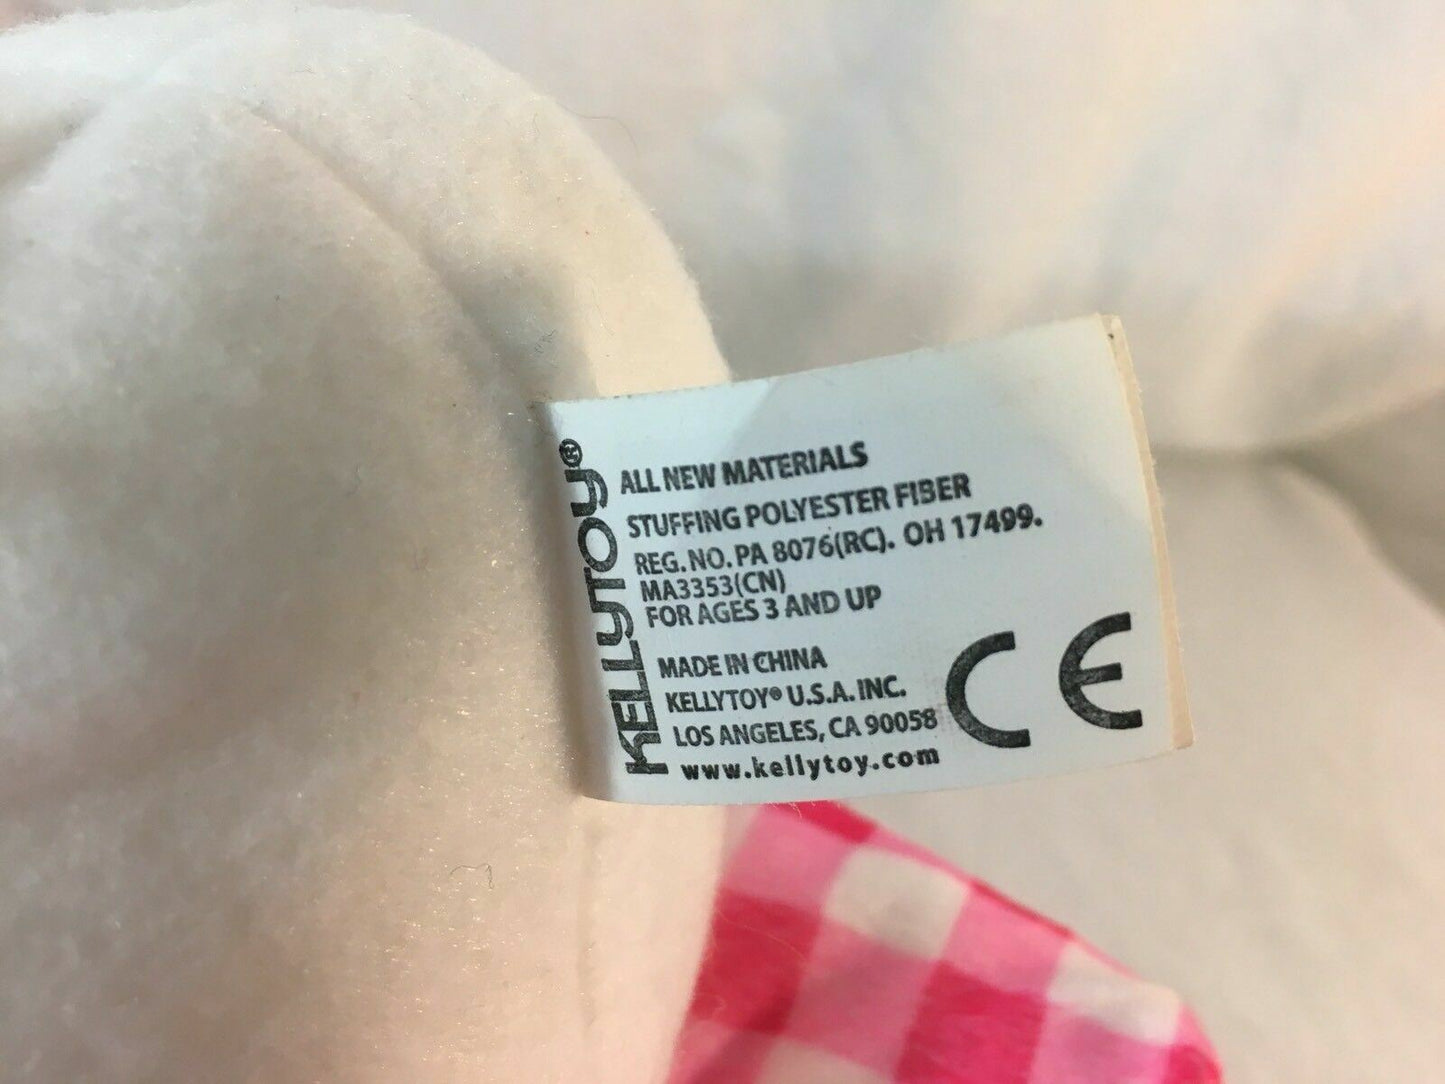 KELLYTOY®
ALL NEW MATERIALS
STUFFING POLYESTER FIBER
REG. NO. PA 8076(RC). OH 17499.
MA3353(CN)
FOR AGES 3 AND UP
MADE IN CHINA
KELLYTOY® U.S.A. INC.
LOS ANGELES, CA 90058
www.kellytoy.com
CE